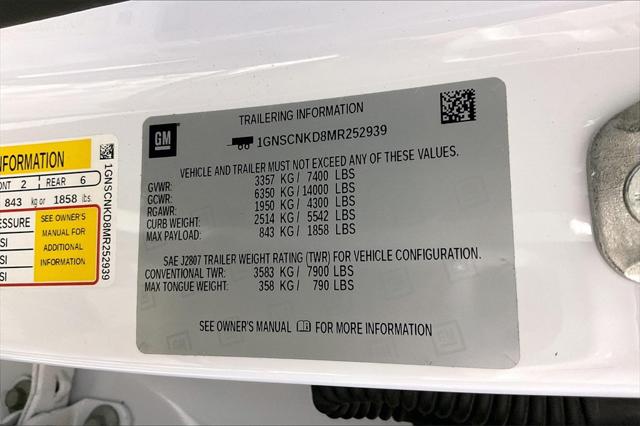 NFORMATION
ONT 2 REAR 6
843 kg or 1858 lbs.
PRESSURE
SI
SI
SI
SEE OWNER'S
MANUAL FOR
ADDITIONAL
INFORMATION
1GNSCNKD8MR252939
GM
TRAILERING INFORMATION
1GNSCNKD8MR252939
VEHICLE AND TRAILER MUST NOT EXCEED ANY OF THESE VALUES.
GVWR: 3357 KG/ 7400 LBS
GCWR: 6350 KG/ 14000 LBS
RGAWR: 1950 KG/ 4300 LBS
CURB WEIGHT: 2514 KG/ 5542 LBS
MAX PAYLOAD: 843 KG/ 1858 LBS
SAE J2807 TRAILER WEIGHT RATING (TWR) FOR VEHICLE CONFIGURATION.
CONVENTIONAL TWR: 3583 KG/ 7900 LBS
MAX TONGUE WEIGHT: 358 KG/ 790 LBS
SEE OWNER'S MANUAL FOR MORE INFORMATION